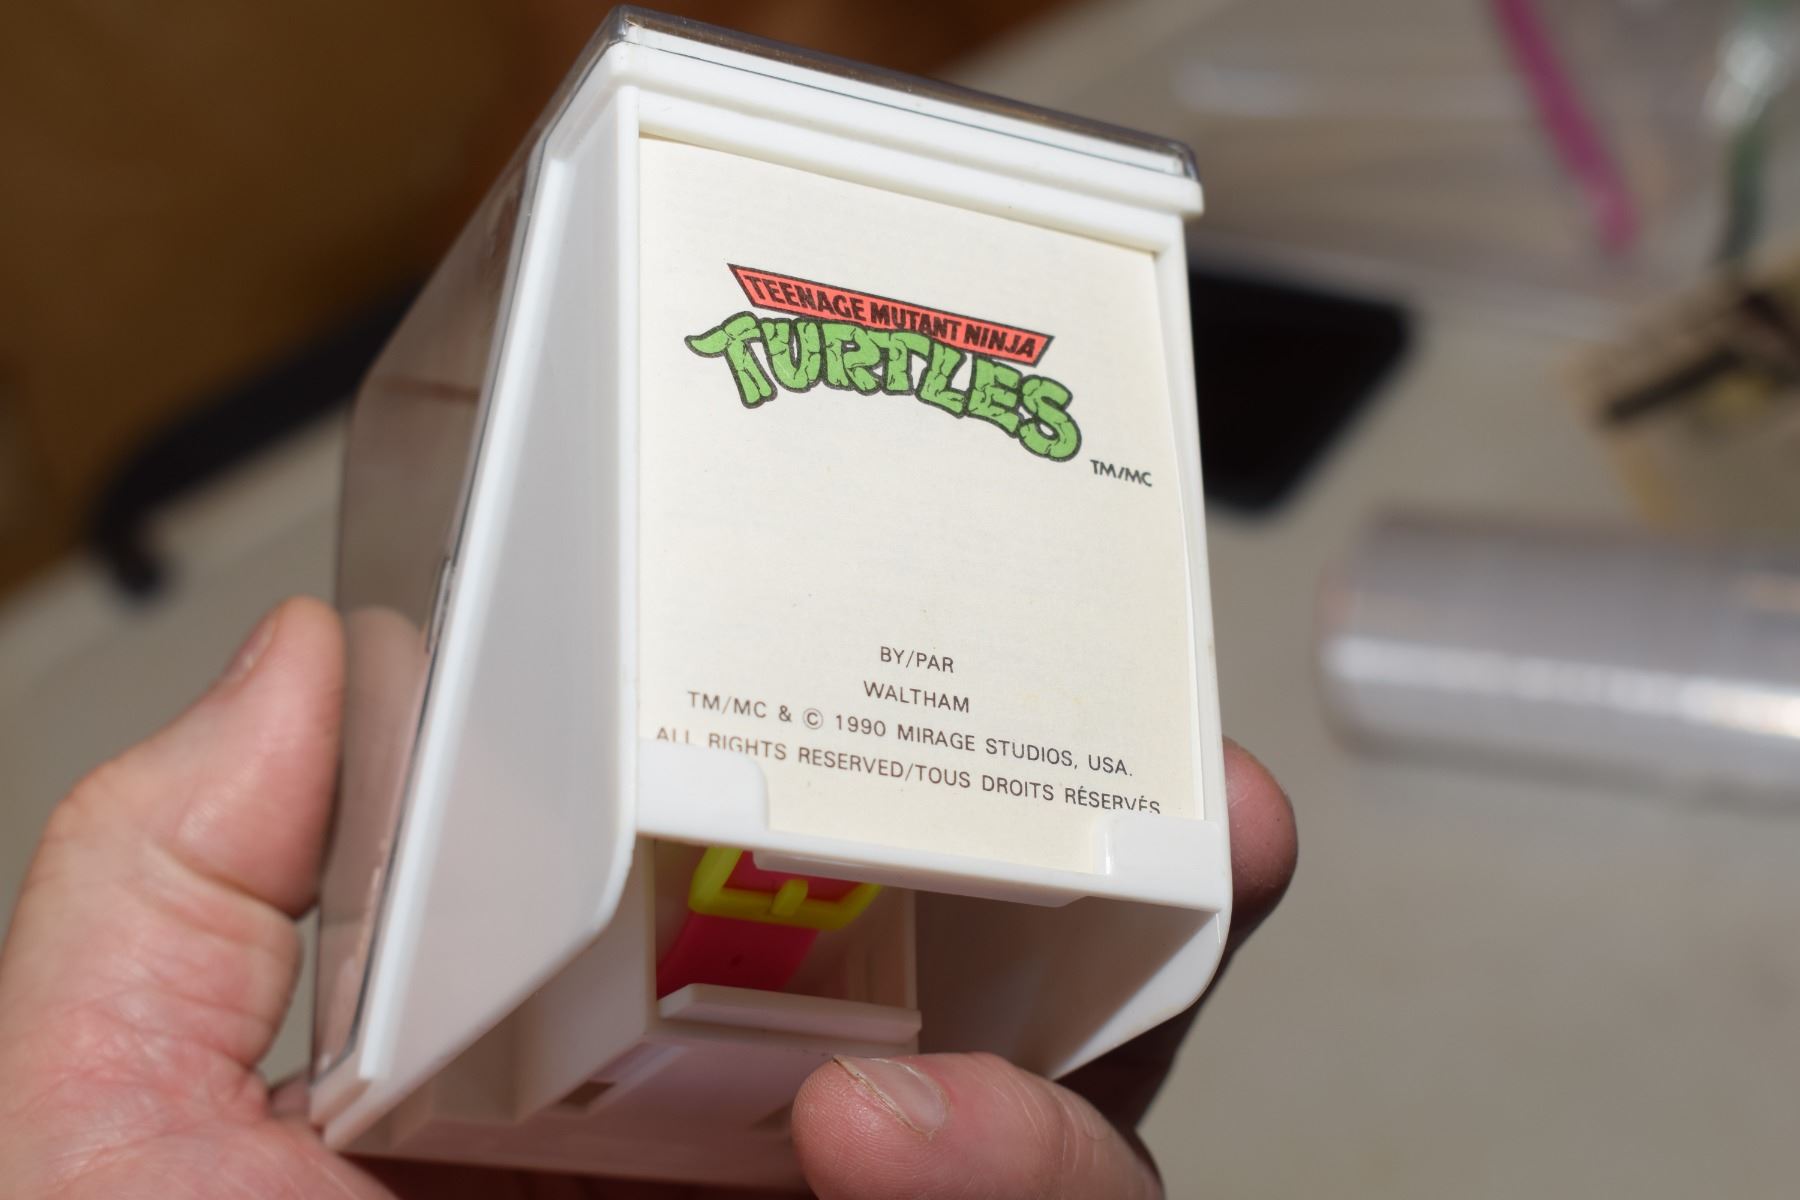 TEENAGE MUTANT NINJA
TURTLES
TM/MC
BY/PAR
WALTHAM
TM/MC & © 1990 MIRAGE STUDIOS, USA.
ALL RIGHTS RESERVED/TOUS DROITS RÉSERVÉS